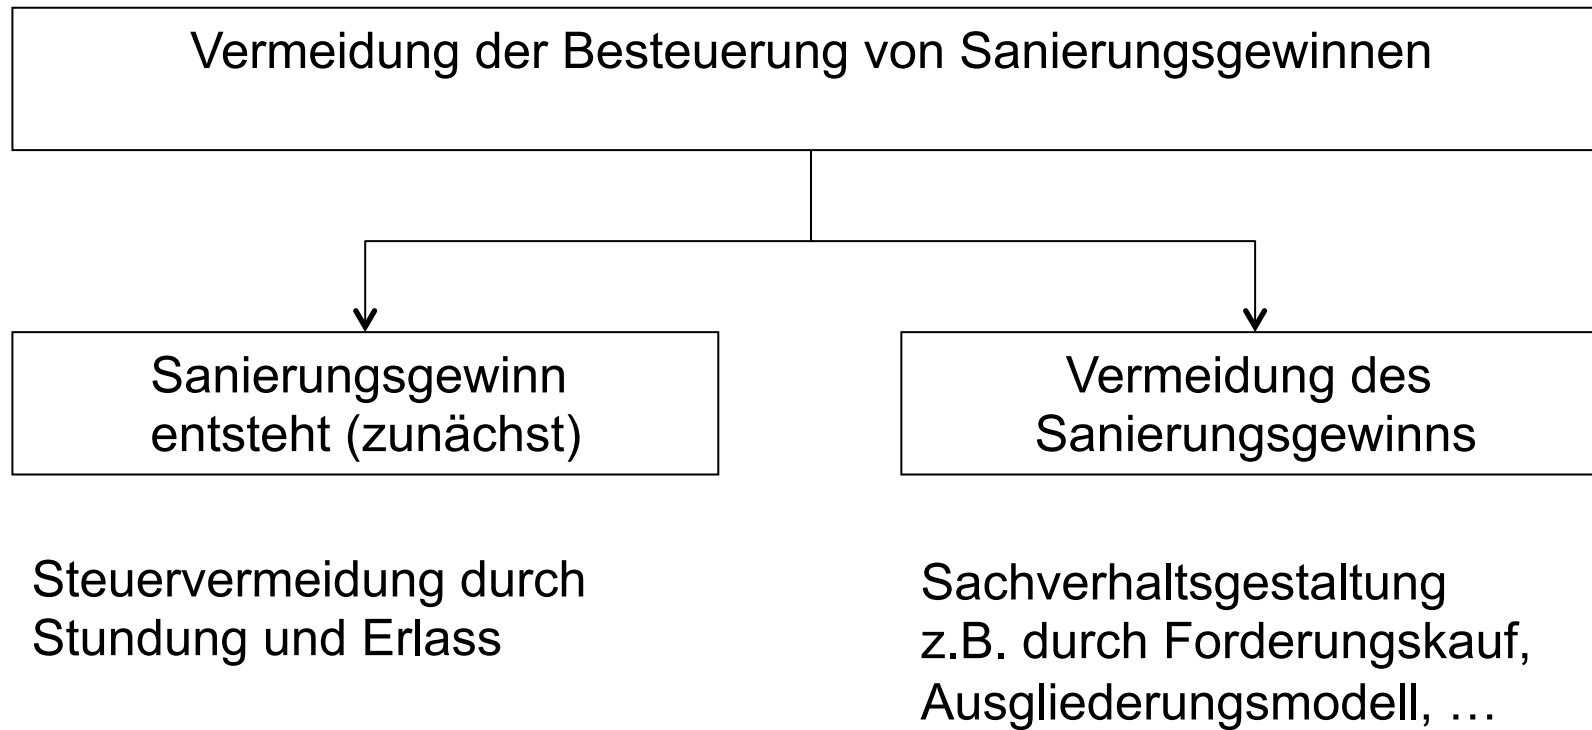 Vermeidung der Besteuerung von Sanierungsgewinnen
Sanierungsgewinn
entsteht (zunächst)
Vermeidung des
Sanierungsgewinns
Steuervermeidung durch
Stundung und Erlass
Sachverhaltsgestaltung
z.B. durch Forderungskauf,
Ausgliederungsmodell, …